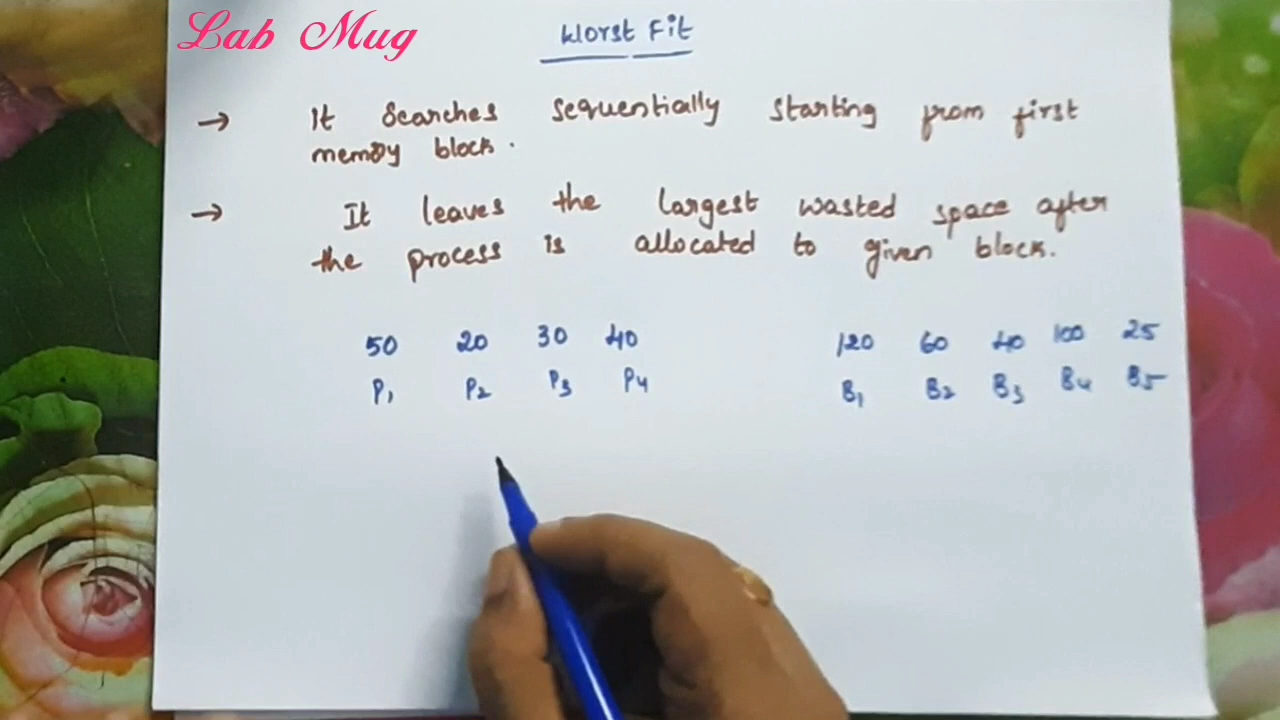 Lab Mug
Worst Fit
→ It Searches sequentially starting from first
memory block.
→ It leaves the largest wasted space after
the process is allocated to given block.
50 20 30 40 120 60 40 100 25
P1 P2 P3 P4 B1 B2 B3 B4 B5